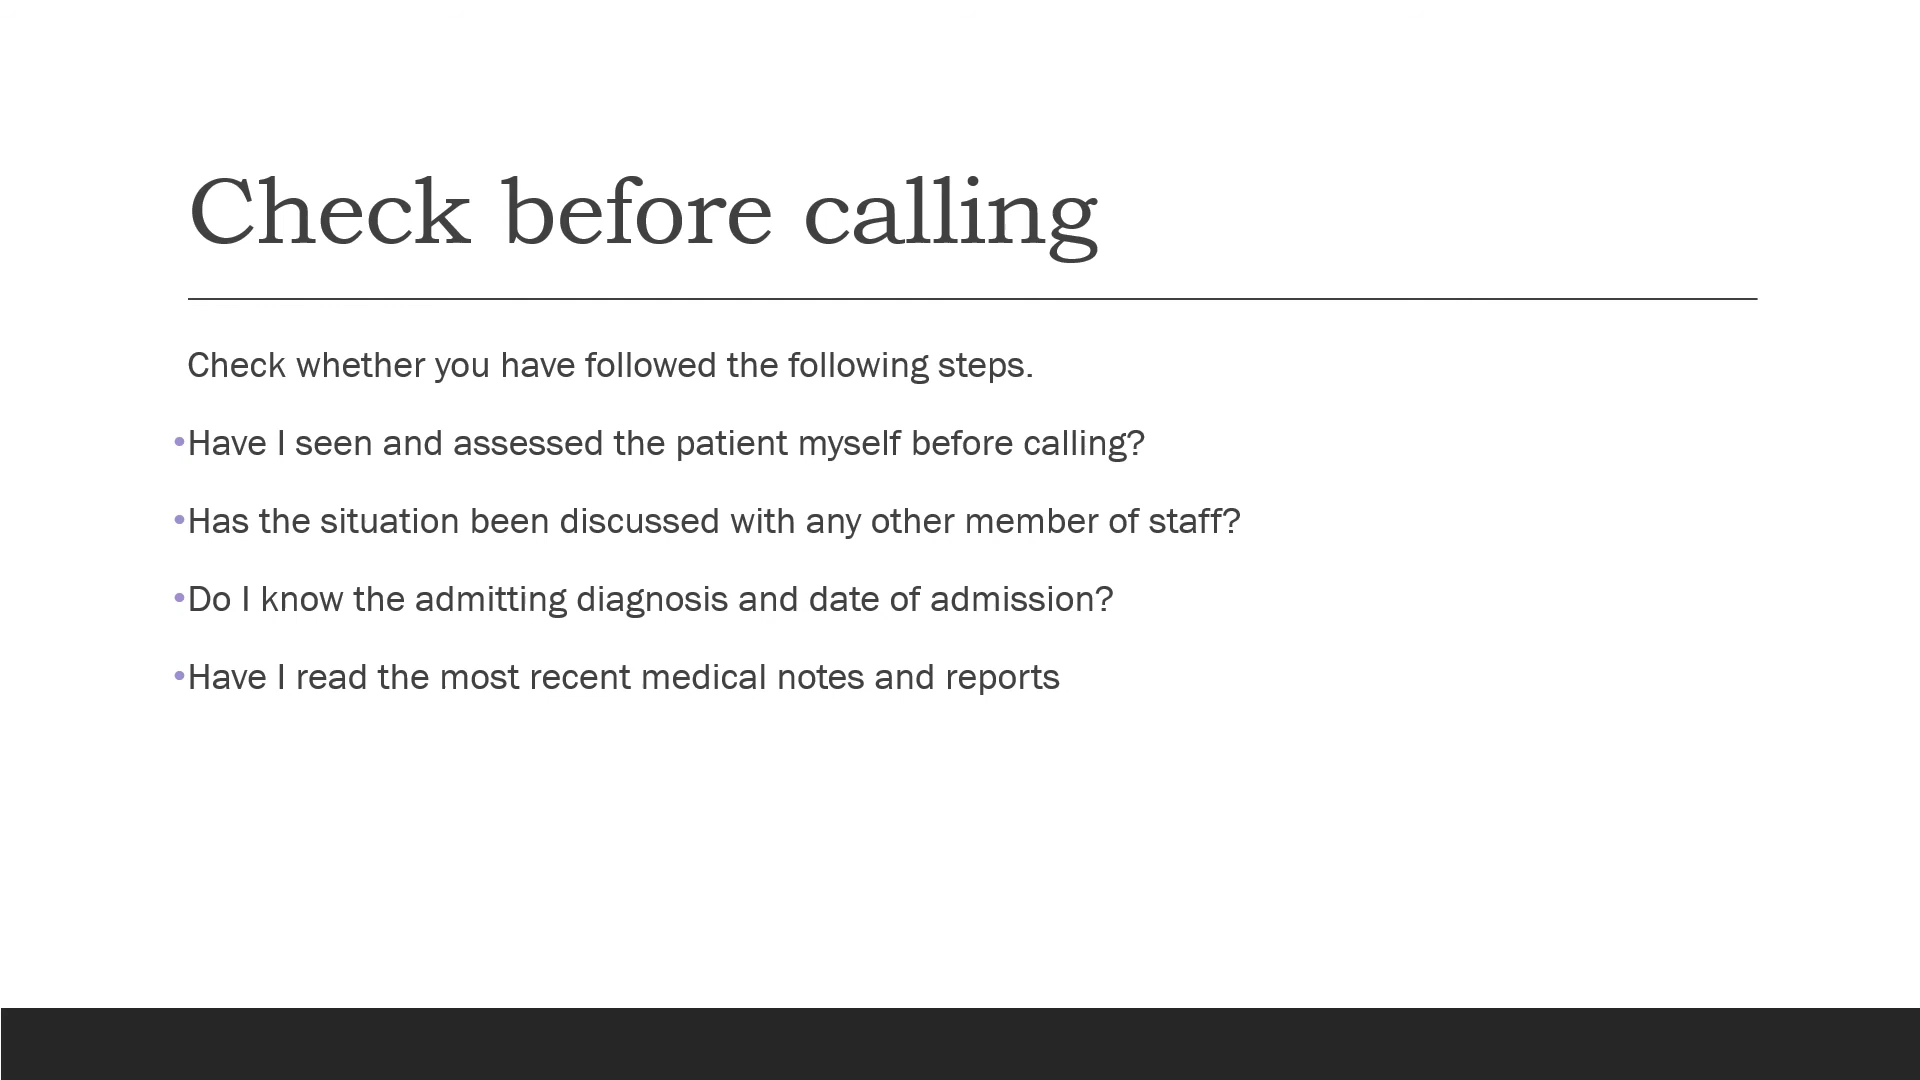 Check before calling
Check whether you have followed the following steps.
•Have I seen and assessed the patient myself before calling?
•Has the situation been discussed with any other member of staff?
•Do I know the admitting diagnosis and date of admission?
•Have I read the most recent medical notes and reports